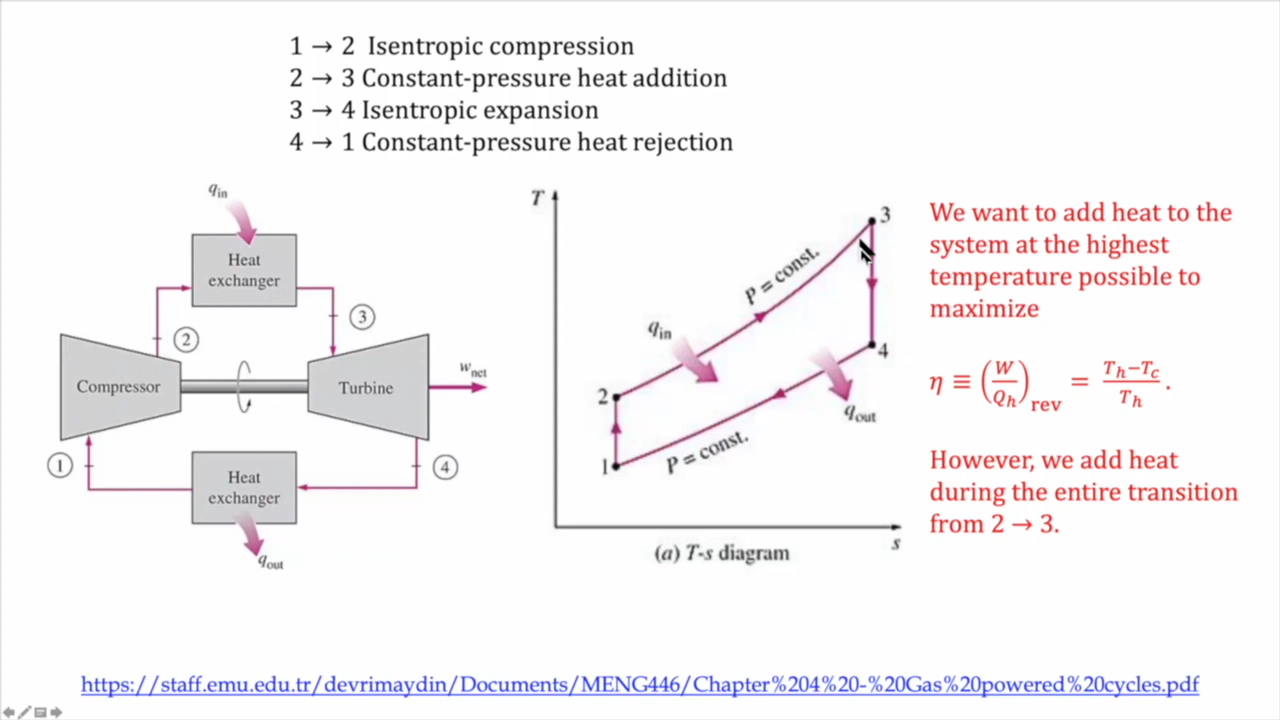 1 → 2 Isentropic compression
2 → 3 Constant-pressure heat addition
3 → 4 Isentropic expansion
4 → 1 Constant-pressure heat rejection
qin
Heat
exchanger
2
3
Compressor
Turbine
wnet
1
4
Heat
exchanger
qout
T
3
P = const.
qin
4
2
qout
P = const.
1
s
(a) T-s diagram
We want to add heat to the
system at the highest
temperature possible to
maximize
η ≡ (W/Qh)rev = (Th−Tc)/Th .
However, we add heat
during the entire transition
from 2 → 3.
https://staff.emu.edu.tr/devrimaydin/Documents/MENG446/Chapter%204%20-%20Gas%20powered%20cycles.pdf